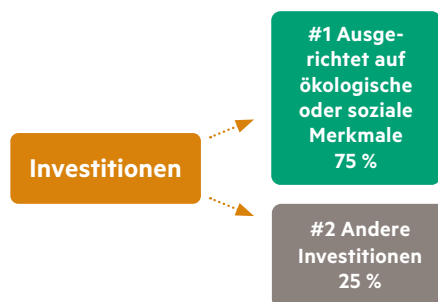 Investitionen
#1 Ausge-
richtet auf
ökologische
oder soziale
Merkmale
75 %
#2 Andere
Investitionen
25 %